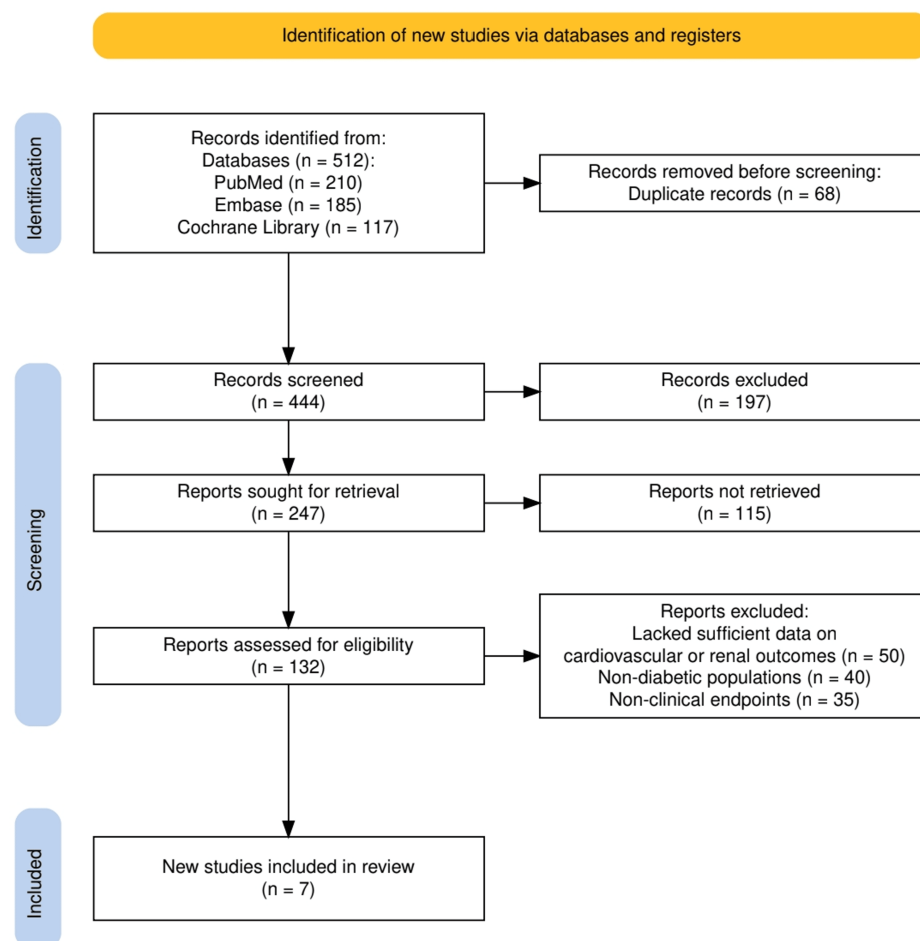 Identification of new studies via databases and registers
Identification
Records identified from:
Databases (n = 512):
PubMed (n = 210)
Embase (n = 185)
Cochrane Library (n = 117)
Records removed before screening:
Duplicate records (n = 68)
Screening
Records screened
(n = 444)
Records excluded
(n = 197)
Reports sought for retrieval
(n = 247)
Reports not retrieved
(n = 115)
Reports assessed for eligibility
(n = 132)
Reports excluded:
Lacked sufficient data on
cardiovascular or renal outcomes (n = 50)
Non-diabetic populations (n = 40)
Non-clinical endpoints (n = 35)
Included
New studies included in review
(n = 7)